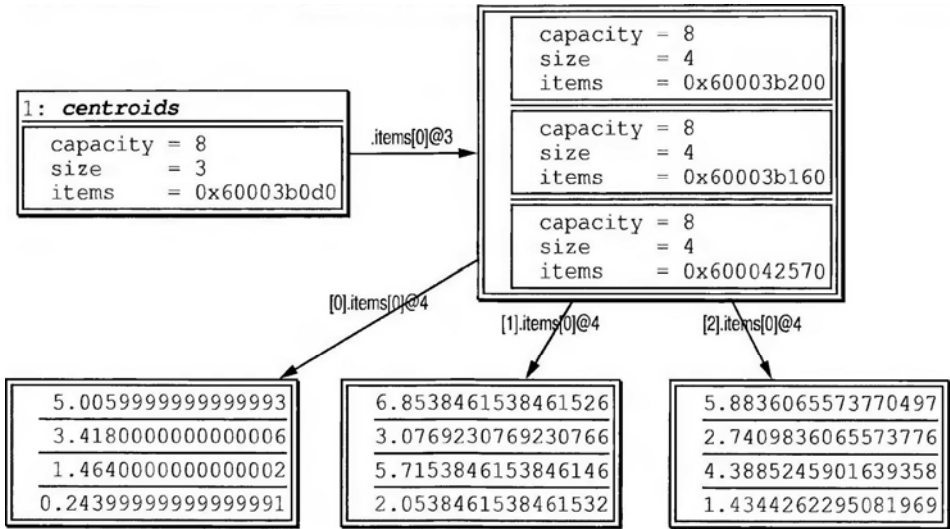 1: centroids
capacity = 8
size = 3
items = 0x60003b0d0
.items[0]@3
capacity = 8
size = 4
items = 0x60003b200
capacity = 8
size = 4
items = 0x60003b160
capacity = 8
size = 4
items = 0x600042570
[0].items[0]@4
[1].items[0]@4
[2].items[0]@4
5.0059999999999993
3.4180000000000006
1.4640000000000002
0.24399999999999991
6.8538461538461526
3.0769230769230766
5.7153846153846146
2.0538461538461532
5.8836065573770497
2.7409836065573776
4.3885245901639358
1.4344262295081969